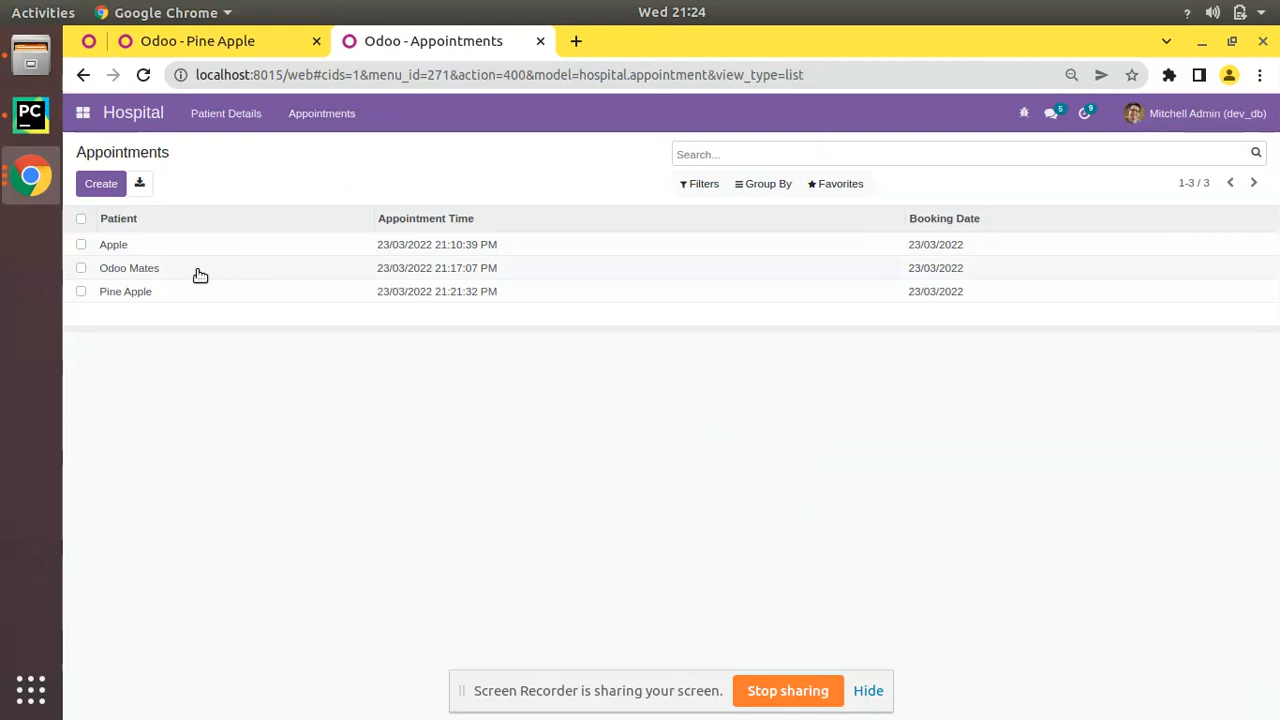 Activities
Google Chrome
Wed 21:24
?
Odoo - Pine Apple
Odoo - Appointments
localhost:8015/web#cids=1&menu_id=271&action=400&model=hospital.appointment&view_type=list
PC
Hospital
Patient Details
Appointments
5
9
Mitchell Admin (dev_db)
Appointments
Search...
Create
Filters
Group By
Favorites
1-3 / 3
Patient
Appointment Time
Booking Date
Apple
23/03/2022 21:10:39 PM
23/03/2022
Odoo Mates
23/03/2022 21:17:07 PM
23/03/2022
Pine Apple
23/03/2022 21:21:32 PM
23/03/2022
Screen Recorder is sharing your screen.
Stop sharing
Hide